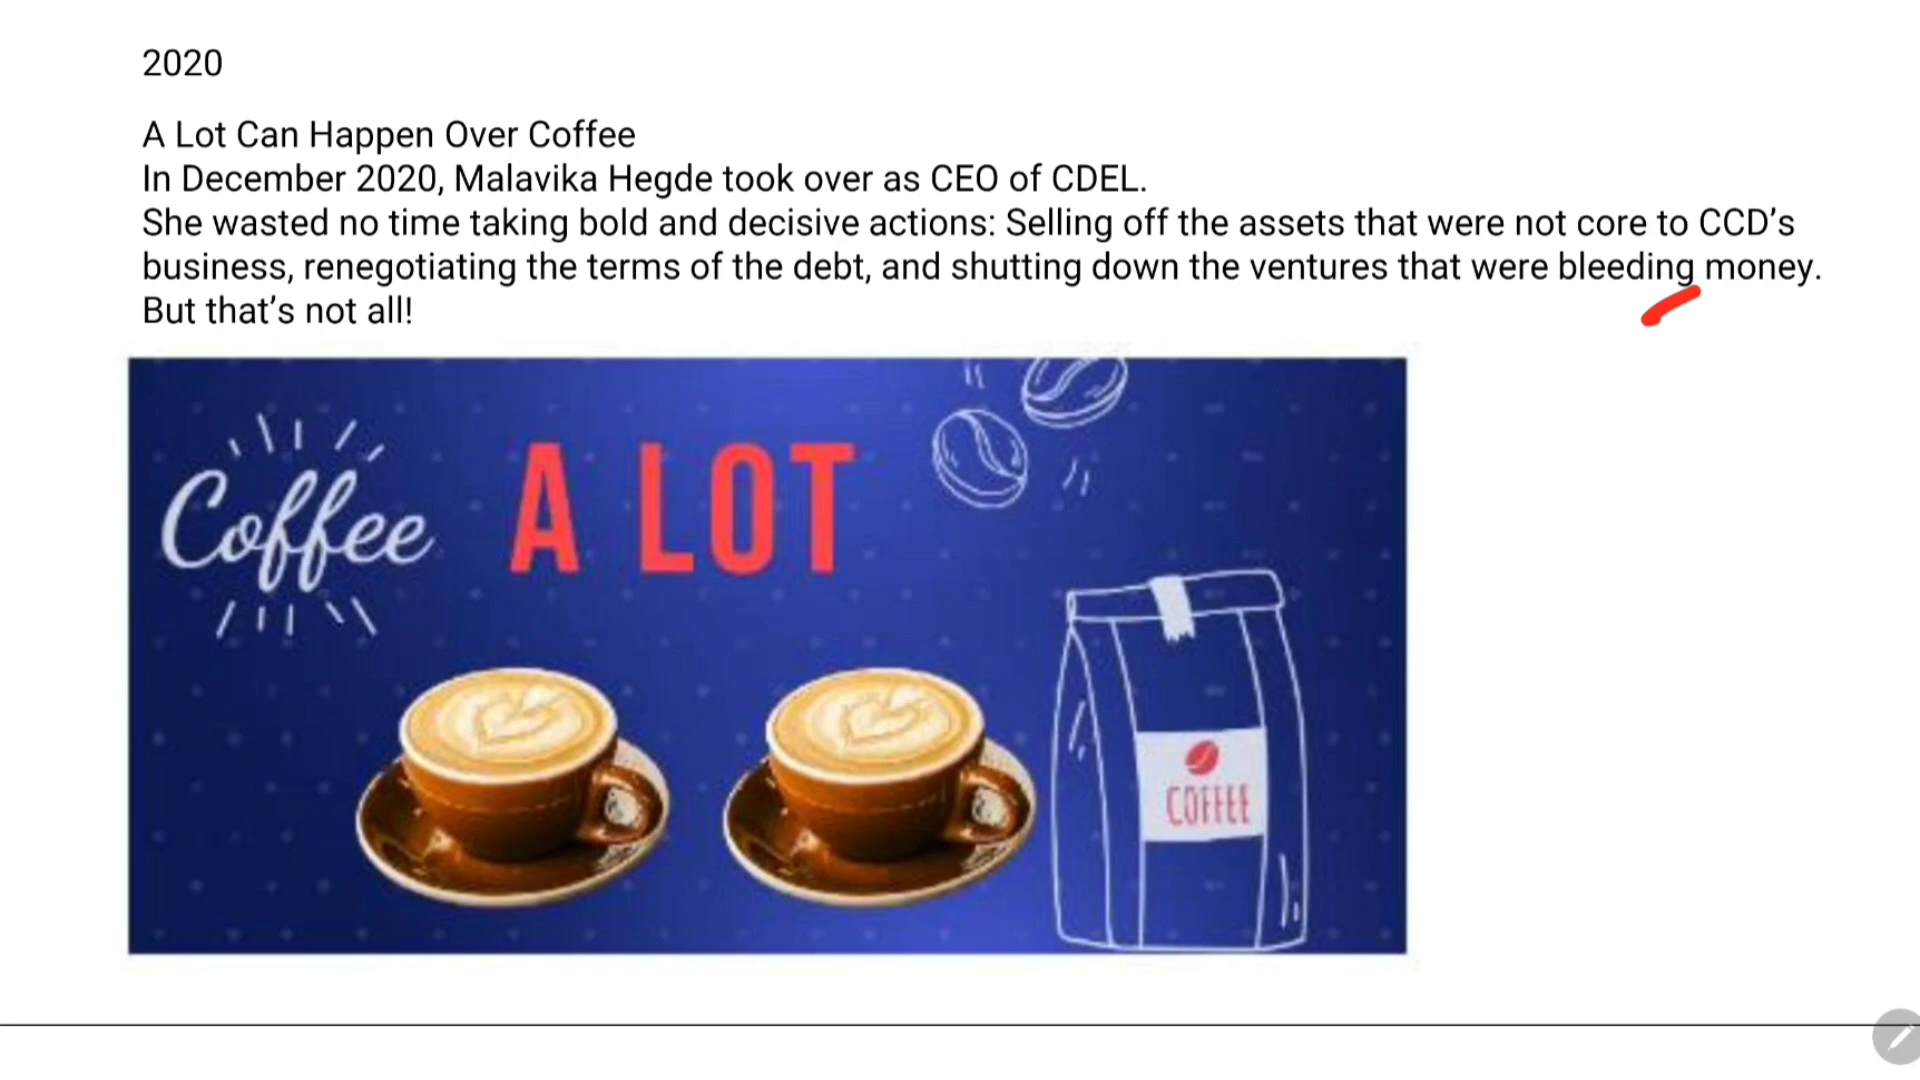 2020
A Lot Can Happen Over Coffee
In December 2020, Malavika Hegde took over as CEO of CDEL.
She wasted no time taking bold and decisive actions: Selling off the assets that were not core to CCD’s
business, renegotiating the terms of the debt, and shutting down the ventures that were bleeding money.
But that’s not all!
Coffee A LOT
COFFEE